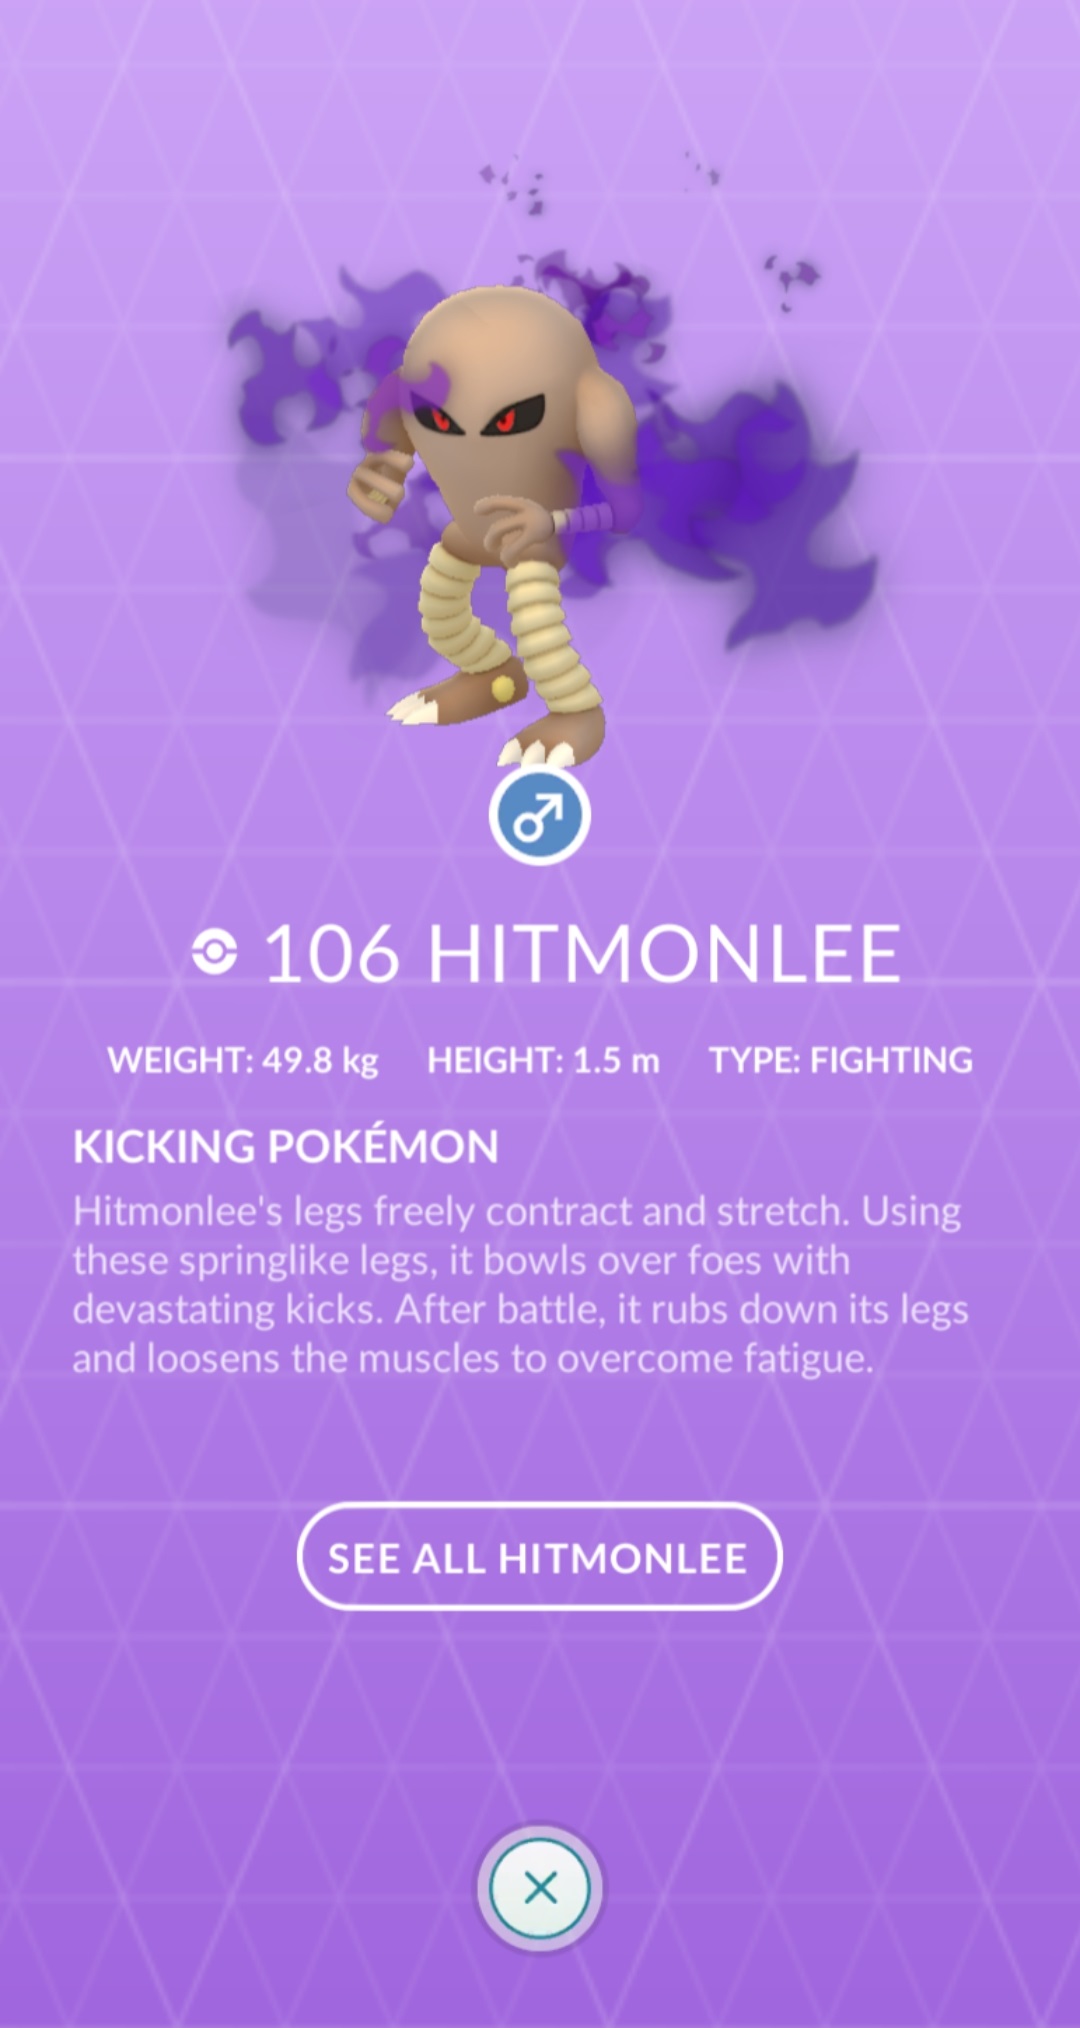 106 HITMONLEE
WEIGHT: 49.8 kg HEIGHT: 1.5 m TYPE: FIGHTING
KICKING POKÉMON
Hitmonlee's legs freely contract and stretch. Using
these springlike legs, it bowls over foes with
devastating kicks. After battle, it rubs down its legs
and loosens the muscles to overcome fatigue.
SEE ALL HITMONLEE